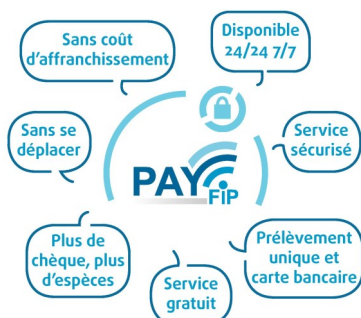 Sans coût
d'affranchissement
Disponible
24/24 7/7
Sans se
déplacer
PAY
FiP
Service
sécurisé
Plus de
chèque, plus
d'espèces
Service
gratuit
Prélèvement
unique et
carte bancaire